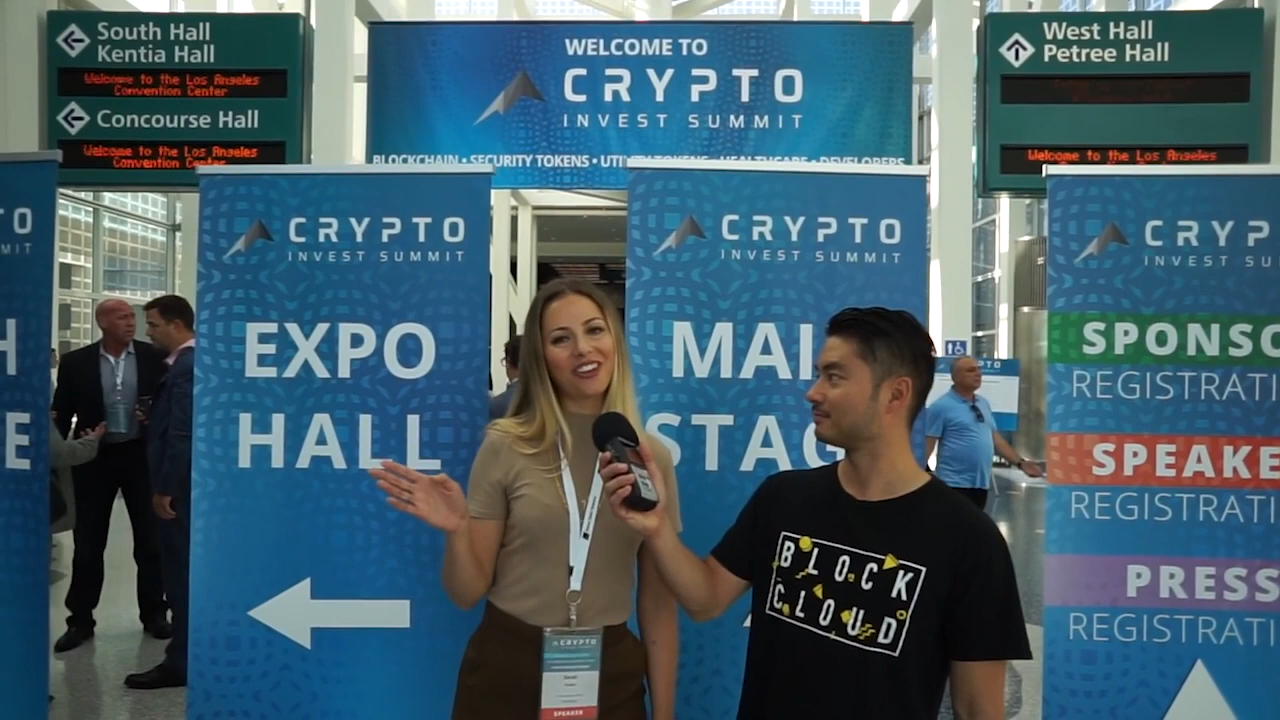 South Hall
Kentia Hall
Welcome to the Los Angeles
Convention Center
Concourse Hall
Welcome to the Los Angeles
Convention Center
WELCOME TO
CRYPTO
INVEST SUMMIT
BLOCKCHAIN • SECURITY TOKENS • UTILITY TOKENS • HEALTHCARE • DEVELOPERS
West Hall
Petree Hall
Welcome to the Los Angeles
TO
MIT
H
E
CRYPTO
INVEST SUMMIT
EXPO
HALL
CRYPTO
INVEST SUMMIT
MAI
STAG
CRYP
INVEST SU
SPONSO
REGISTRATI
SPEAKE
REGISTRATI
PRESS
REGISTRATI
BLOCK
CLOUD
CRYPTO
SPEAKER